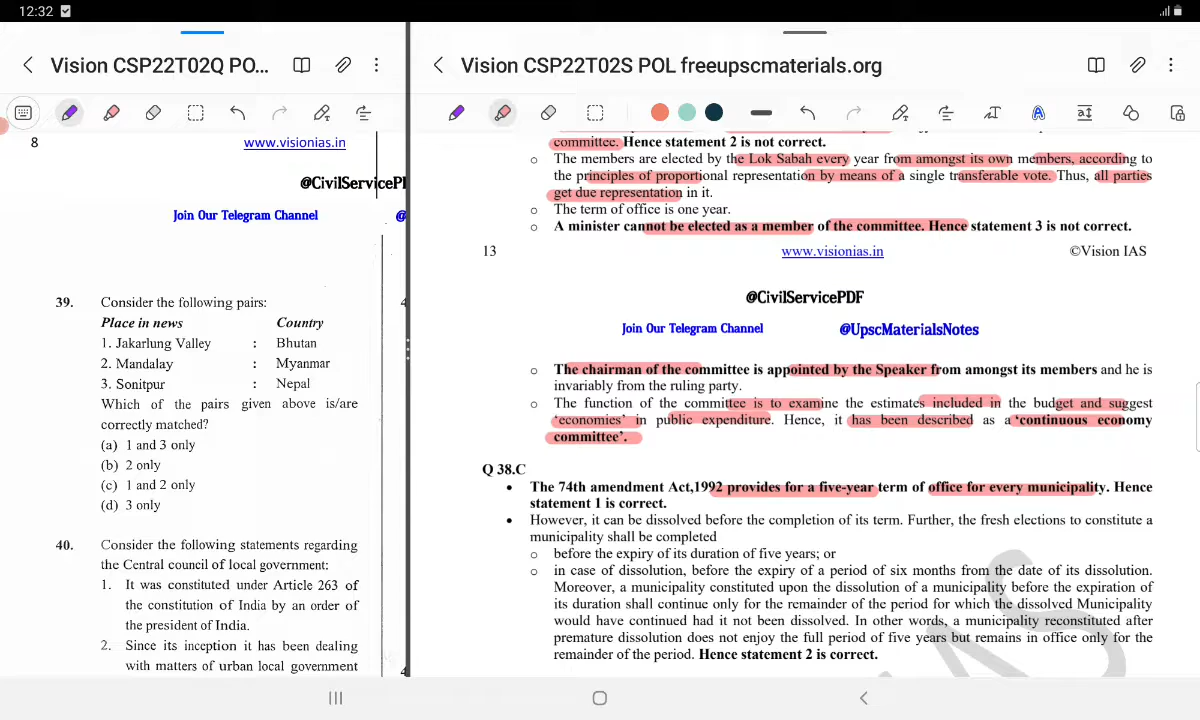 12:32
Vision CSP22T02Q PO...
8
www.visionias.in
@CivilServicePI
Join Our Telegram Channel
@
39. Consider the following pairs:
Place in news Country
1. Jakarlung Valley : Bhutan
2. Mandalay : Myanmar
3. Sonitpur : Nepal
Which of the pairs given above is/are
correctly matched?
(a) 1 and 3 only
(b) 2 only
(c) 1 and 2 only
(d) 3 only
40. Consider the following statements regarding
the Central council of local government:
1. It was constituted under Article 263 of
the constitution of India by an order of
the president of India.
2. Since its inception it has been dealing
with matters of urban local government
4
4
Vision CSP22T02S POL freeupscmaterials.org
committee. Hence statement 2 is not correct.
o The members are elected by the Lok Sabah every year from amongst its own members, according to
the principles of proportional representation by means of a single transferable vote. Thus, all parties
get due representation in it.
o The term of office is one year.
o A minister cannot be elected as a member of the committee. Hence statement 3 is not correct.
13 www.visionias.in ©Vision IAS
@CivilServicePDF
Join Our Telegram Channel @UpscMaterialsNotes
o The chairman of the committee is appointed by the Speaker from amongst its members and he is
invariably from the ruling party.
o The function of the committee is to examine the estimates included in the budget and suggest
'economies' in public expenditure. Hence, it has been described as a 'continuous economy
committee'.
Q 38.C
• The 74th amendment Act,1992 provides for a five-year term of office for every municipality. Hence
statement 1 is correct.
• However, it can be dissolved before the completion of its term. Further, the fresh elections to constitute a
municipality shall be completed
o before the expiry of its duration of five years; or
o in case of dissolution, before the expiry of a period of six months from the date of its dissolution.
Moreover, a municipality constituted upon the dissolution of a municipality before the expiration of
its duration shall continue only for the remainder of the period for which the dissolved Municipality
would have continued had it not been dissolved. In other words, a municipality reconstituted after
premature dissolution does not enjoy the full period of five years but remains in office only for the
remainder of the period. Hence statement 2 is correct.